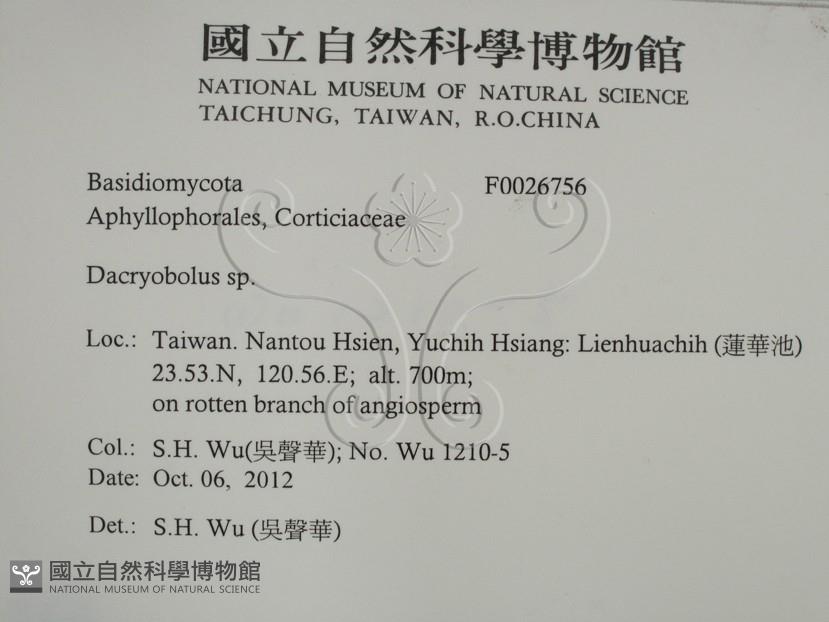 國立自然科學博物館
NATIONAL MUSEUM OF NATURAL SCIENCE
TAICHUNG, TAIWAN, R.O.CHINA
Basidiomycota F0026756
Aphyllophorales, Corticiaceae
Dacryobolus sp.
Loc.: Taiwan. Nantou Hsien, Yuchih Hsiang: Lienhuachih (蓮華池)
23.53.N, 120.56.E; alt. 700m;
on rotten branch of angiosperm
Col.: S.H. Wu(吳聲華); No. Wu 1210-5
Date: Oct. 06, 2012
Det.: S.H. Wu (吳聲華)
國立自然科學博物館
NATIONAL MUSEUM OF NATURAL SCIENCE